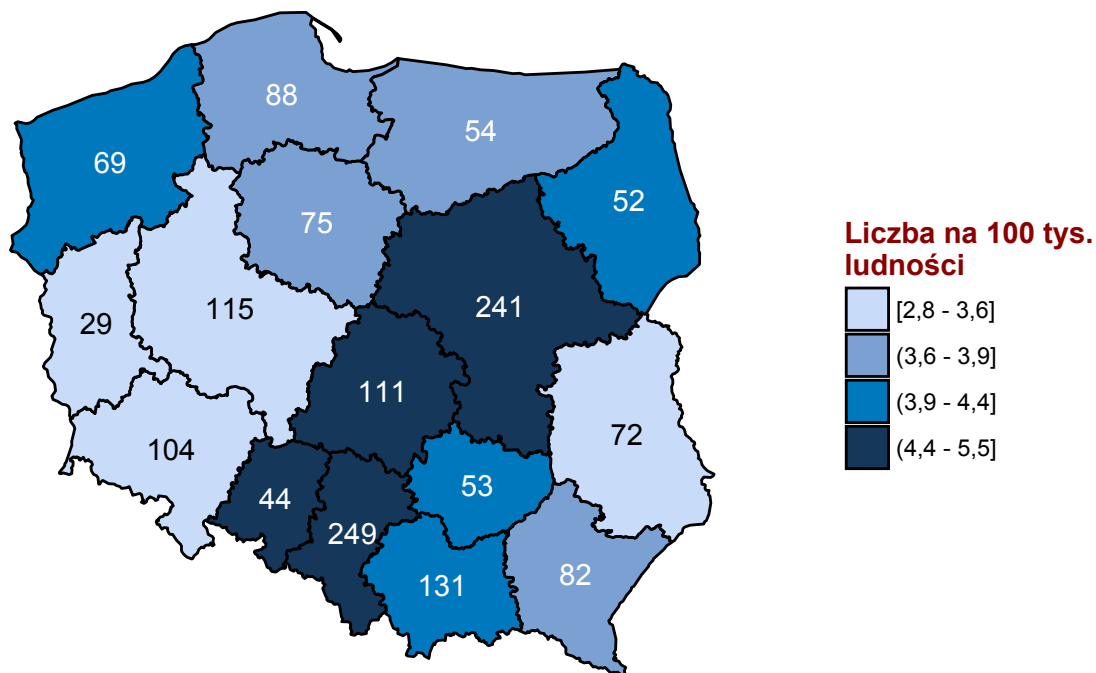 88
54
69
52
75
115
241
29
111
72
104
53
44
249
82
131
Liczba na 100 tys.
ludności
[2,8 - 3,6]
(3,6 - 3,9]
(3,9 - 4,4]
(4,4 - 5,5]